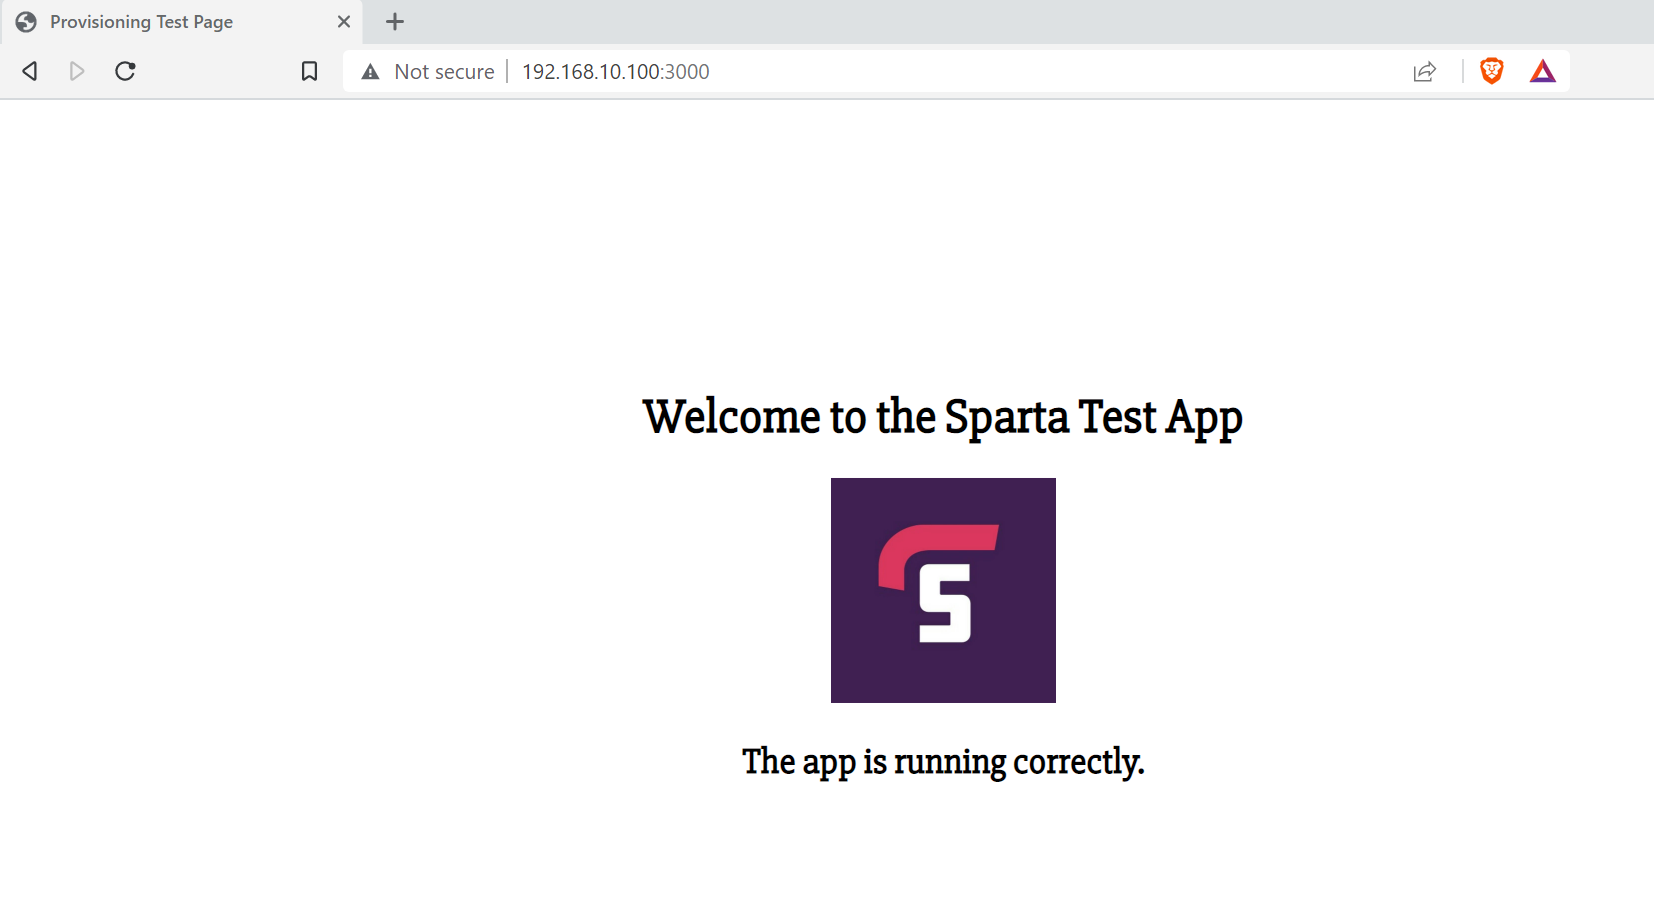 Provisioning Test Page
Not secure
192.168.10.100:3000
Welcome to the Sparta Test App
S
The app is running correctly.